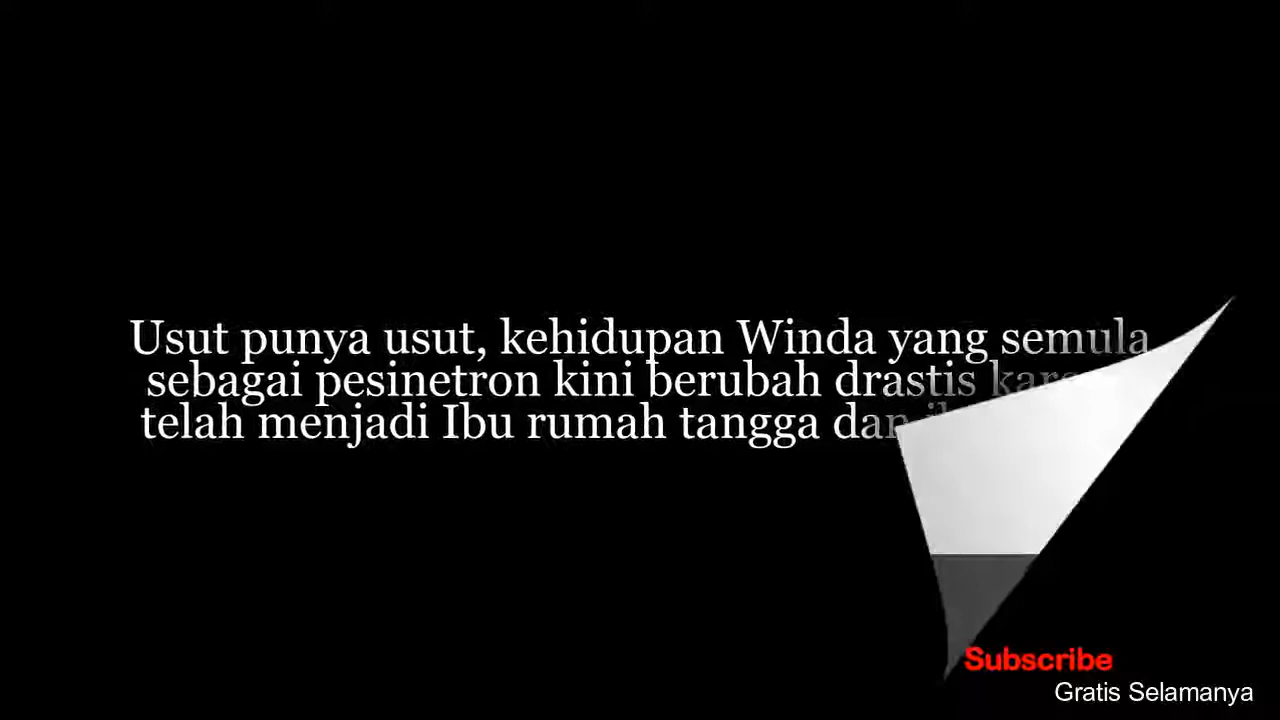 Usut punya usut, kehidupan Winda yang semula
sebagai pesinetron kini berubah drastis
telah menjadi Ibu rumah tangga dan
Subscribe
Gratis Selamanya